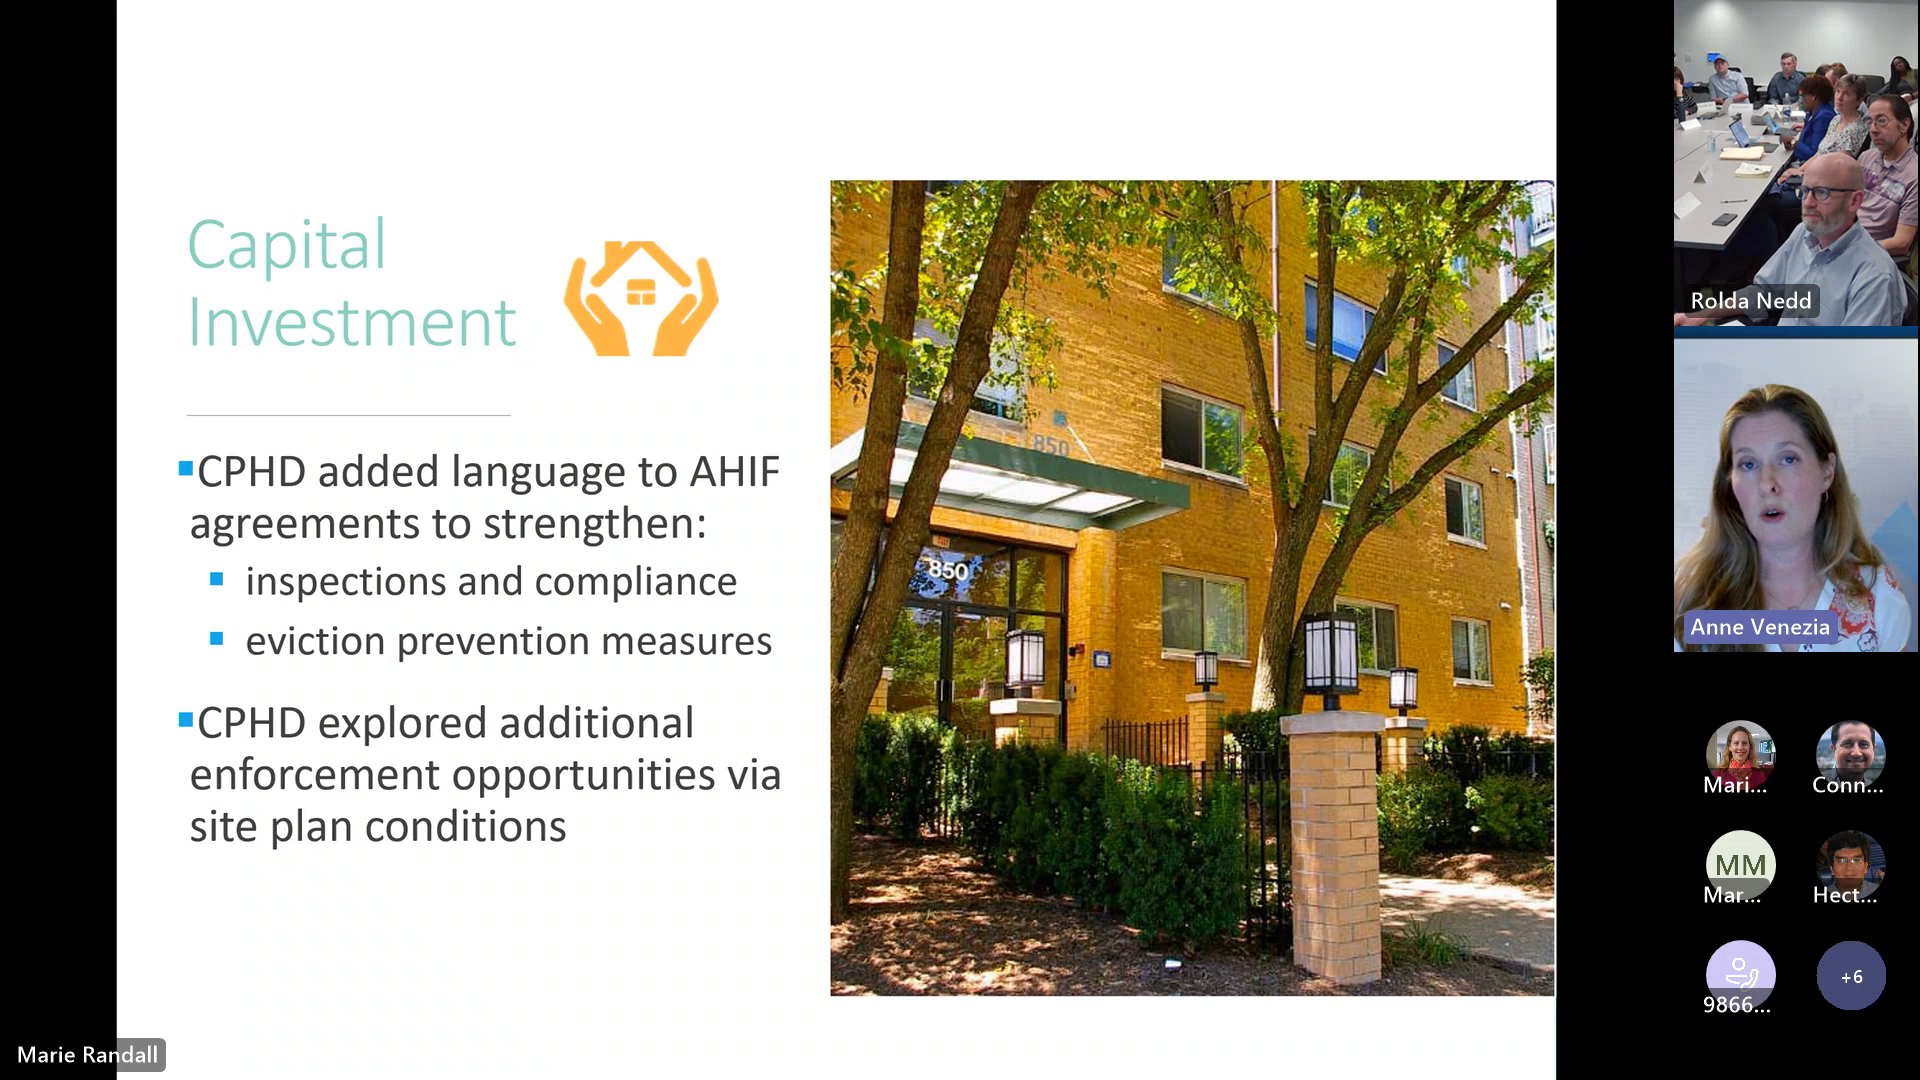 Capital
Investment
▪CPHD added language to AHIF
agreements to strengthen:
▪ inspections and compliance
▪ eviction prevention measures
▪CPHD explored additional
enforcement opportunities via
site plan conditions
850
850
Rolda Nedd
Anne Venezia
Mari...
Conn...
MM
Mar...
Hect...
9866...
+6
Marie Randall